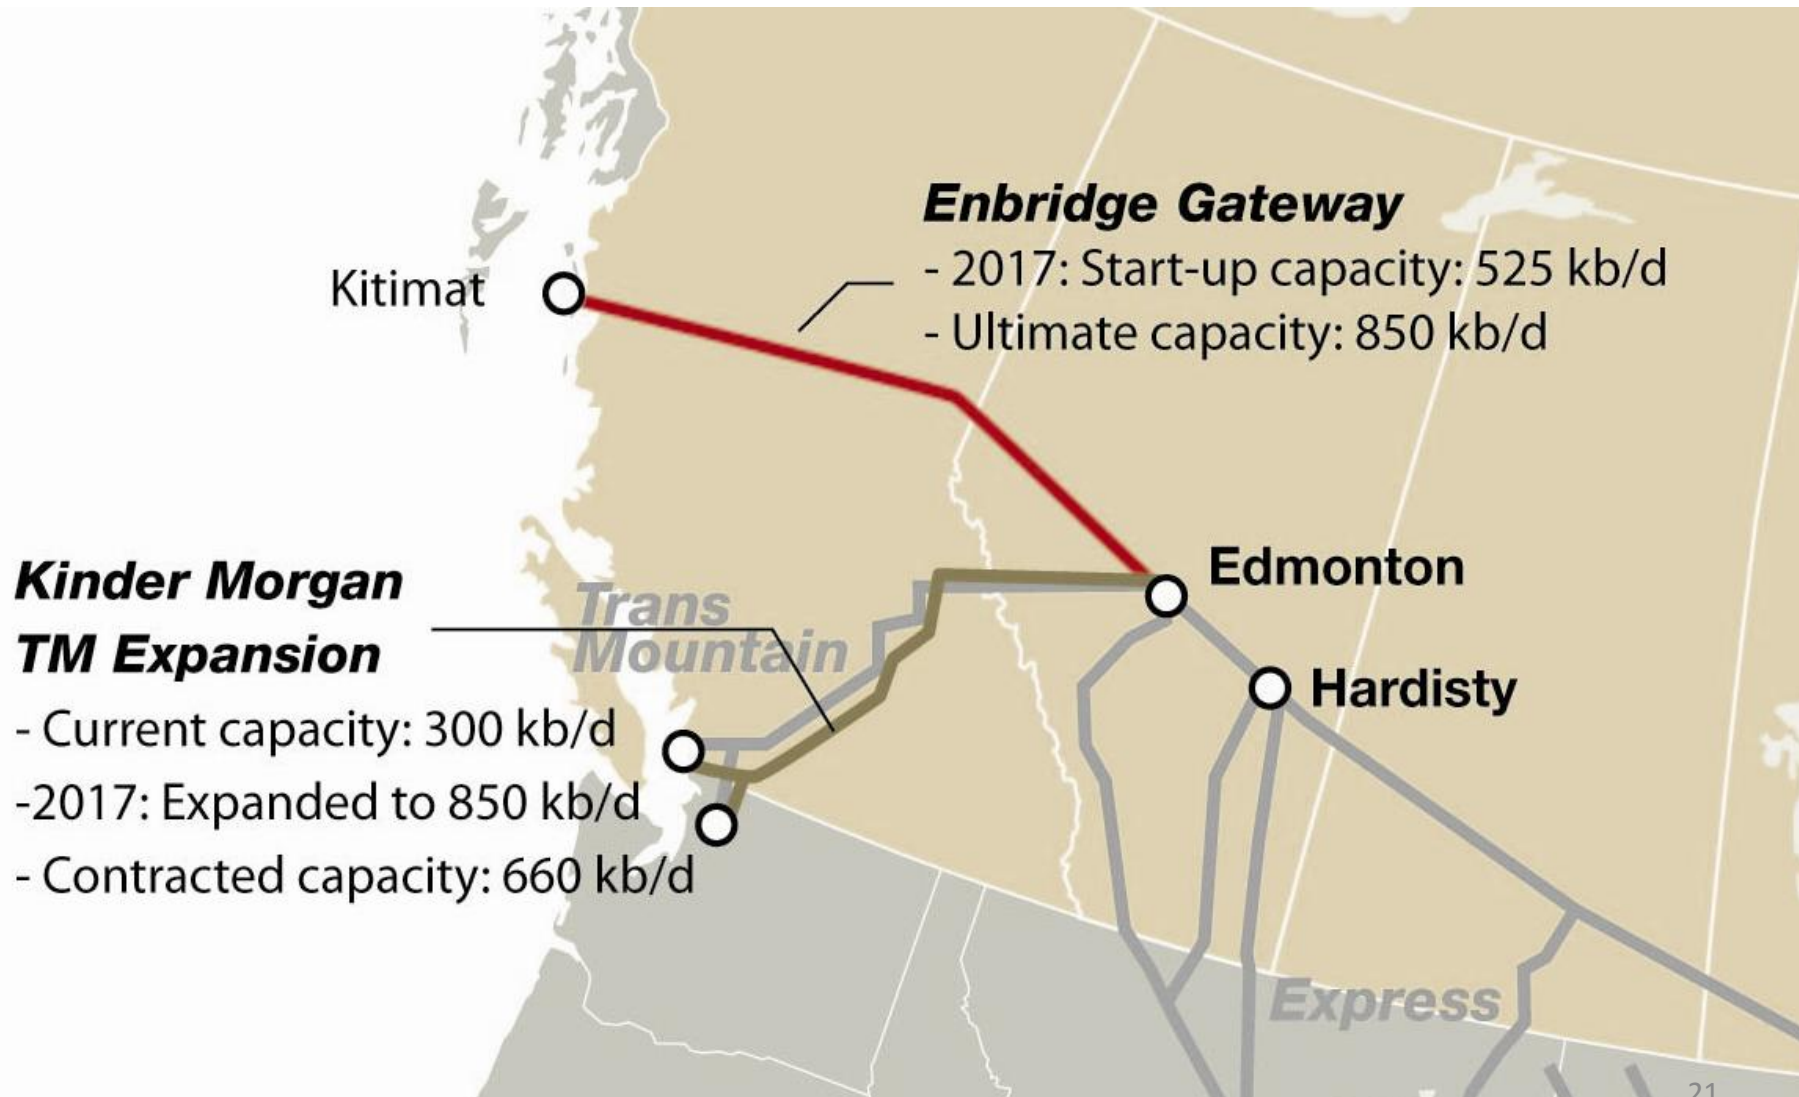 Enbridge Gateway
- 2017: Start-up capacity: 525 kb/d
- Ultimate capacity: 850 kb/d
Kitimat
Edmonton
Hardisty
Kinder Morgan
TM Expansion
- Current capacity: 300 kb/d
-2017: Expanded to 850 kb/d
- Contracted capacity: 660 kb/d
Trans
Mountain
Express
21